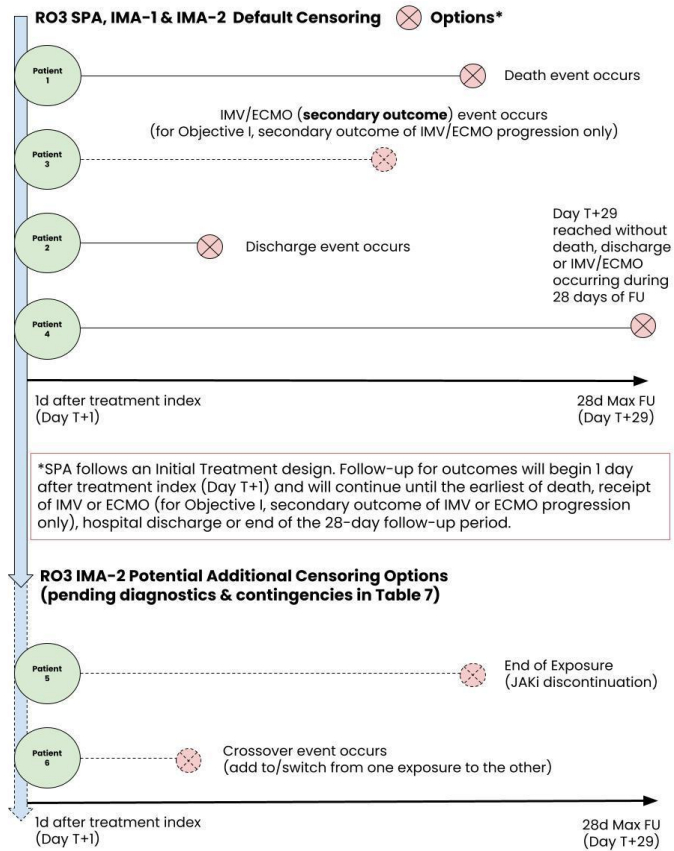 RO3 SPA, IMA-1 & IMA-2 Default Censoring Options*
Patient
1
Death event occurs
IMV/ECMO (secondary outcome) event occurs
(for Objective I, secondary outcome of IMV/ECMO progression only)
Patient
3
Patient
2
Discharge event occurs
Day T+29
reached without
death, discharge
or IMV/ECMO
occurring during
28 days of FU
Patient
4
1d after treatment index
(Day T+1)
28d Max FU
(Day T+29)
*SPA follows an Initial Treatment design. Follow-up for outcomes will begin 1 day
after treatment index (Day T+1) and will continue until the earliest of death, receipt
of IMV or ECMO (for Objective I, secondary outcome of IMV or ECMO progression
only), hospital discharge or end of the 28-day follow-up period.
RO3 IMA-2 Potential Additional Censoring Options
(pending diagnostics & contingencies in Table 7)
Patient
5
End of Exposure
(JAKi discontinuation)
Patient
6
Crossover event occurs
(add to/switch from one exposure to the other)
1d after treatment index
(Day T+1)
28d Max FU
(Day T+29)